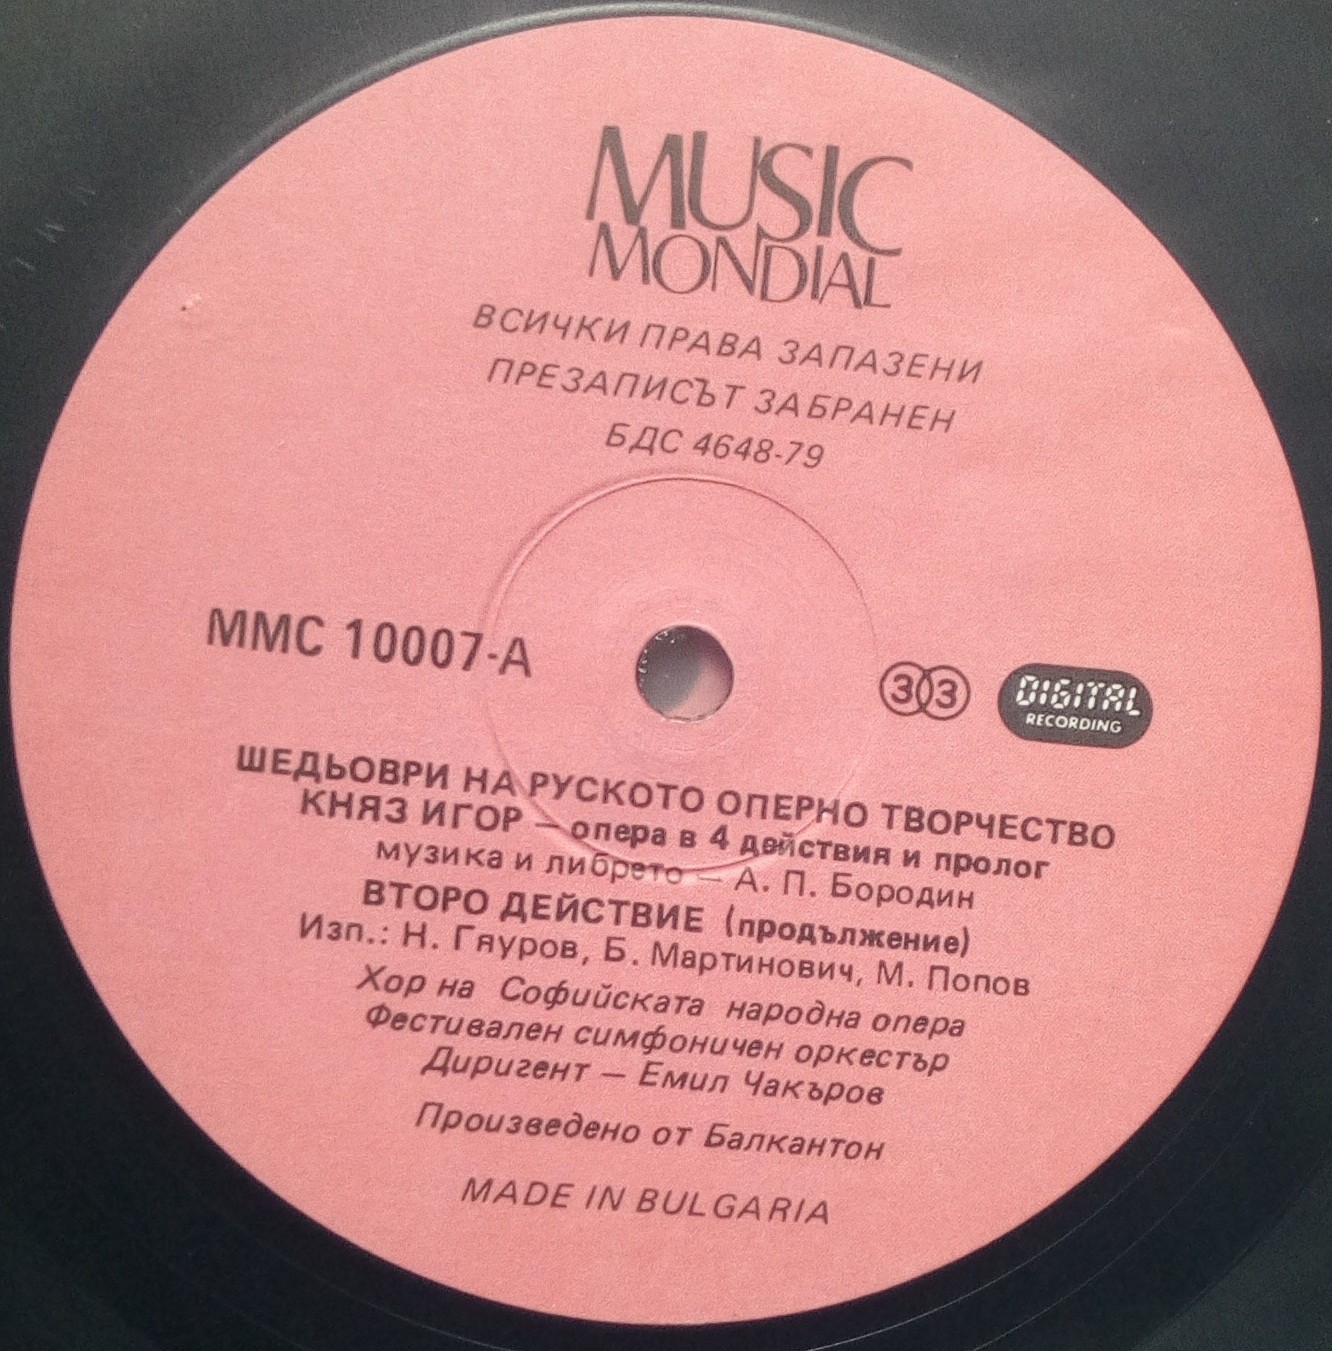 MUSIC
MONDIAL
ВСИЧКИ ПРАВА ЗАПАЗЕНИ
ПРЕЗАПИСЪТ ЗАБРАНЕН
БДС 4648-79
ММС 10007-А
33
DIGITAL
RECORDING
ШЕДЬОВРИ НА РУСКОТО ОПЕРНО ТВОРЧЕСТВО
КНЯЗ ИГОР – опера в 4 действия и пролог
музика и либрето – А. П. Бородин
ВТОРО ДЕЙСТВИЕ (продължение)
Изп.: Н. Гяуров, Б. Мартинович, М. Попов
Хор на Софийската народна опера
Фестивален симфоничен оркестър
Диригент – Емил Чакъров
Произведено от Балкантон
MADE IN BULGARIA